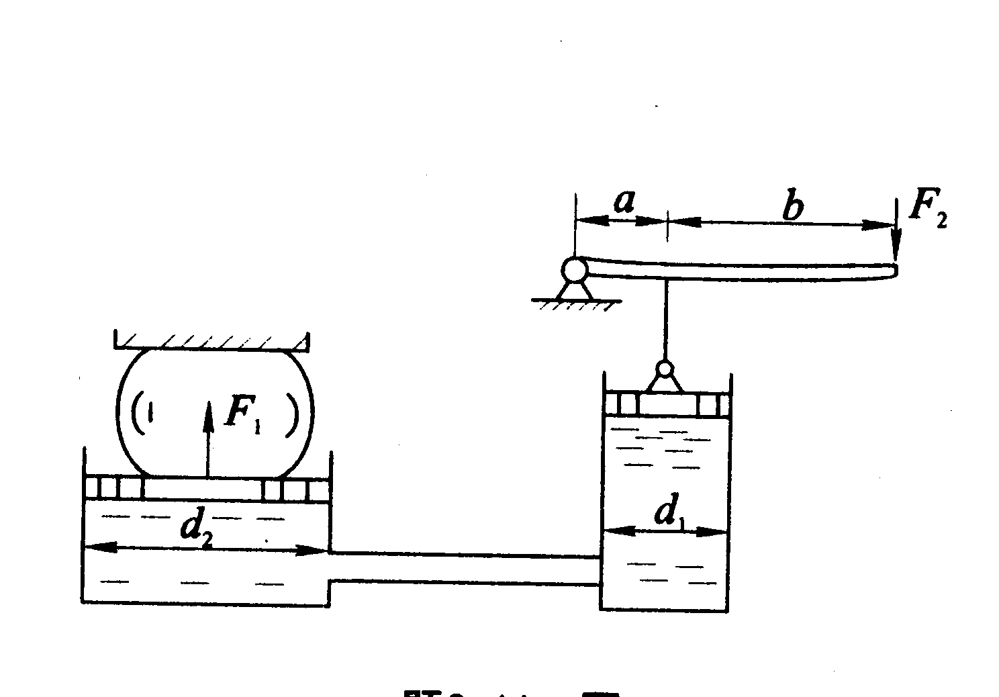 a b F₂
F₁
d₂ d₁